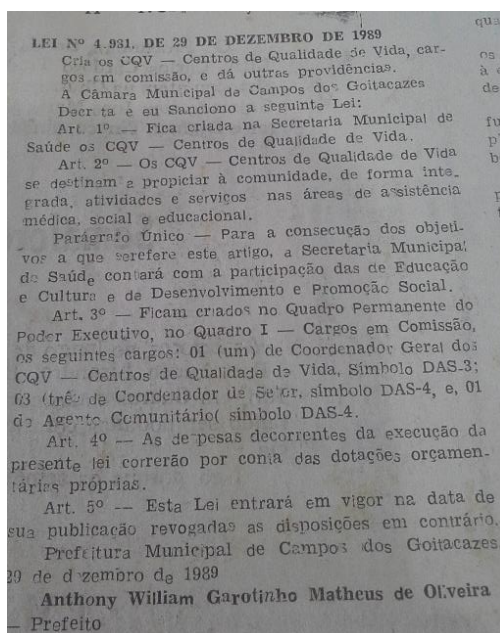 LEI Nº 4.931, DE 29 DE DEZEMBRO DE 1989
Cria os CQV — Centros de Qualidade de Vida, car-
gos em comissão, e dá outras providências.
A Câmara Municipal de Campos dos Goitacazes
Decr ta e eu Sanciono a seguinte Lei:
Art. 1º — Fica criada na Secretaria Municipal de
Saúde os CQV — Centros de Qualidade de Vida.
Art. 2º — Os CQV — Centros de Qualidade de Vida
se destinam a propiciar à comunidade, de forma inte-
grada, atividades e serviços nas áreas de assistência
médica, social e educacional.
Parágrafo Único — Para a consecução dos objeti-
vos a que serefere este artigo, a Secretaria Municipal
de Saúde contará com a participação das de Educação
e Cultura e de Desenvolvimento e Promoção Social.
Art. 3º — Ficam criados no Quadro Permanente do
Poder Executivo, no Quadro I — Cargos em Comissão,
os seguintes cargos: 01 (um) de Coordenador Geral dos
CQV — Centros de Qualidade de Vida, Símbolo DAS-3;
03 (três de Coordenador de Setor, símbolo DAS-4, e, 01
de Agente Comunitário( símbolo DAS-4.
Art. 4º — As despesas decorrentes da execução da
presente lei correrão por conta das dotações orçamen-
tárias próprias.
Art. 5º — Esta Lei entrará em vigor na data de
sua publicação revogadas as disposições em contrário.
Prefeitura Municipal de Campos dos Goitacazes
29 de d zembro de 1989
Anthony William Garotinho Matheus de Oliveira
— Prefeito
qua
os
à
de
fu